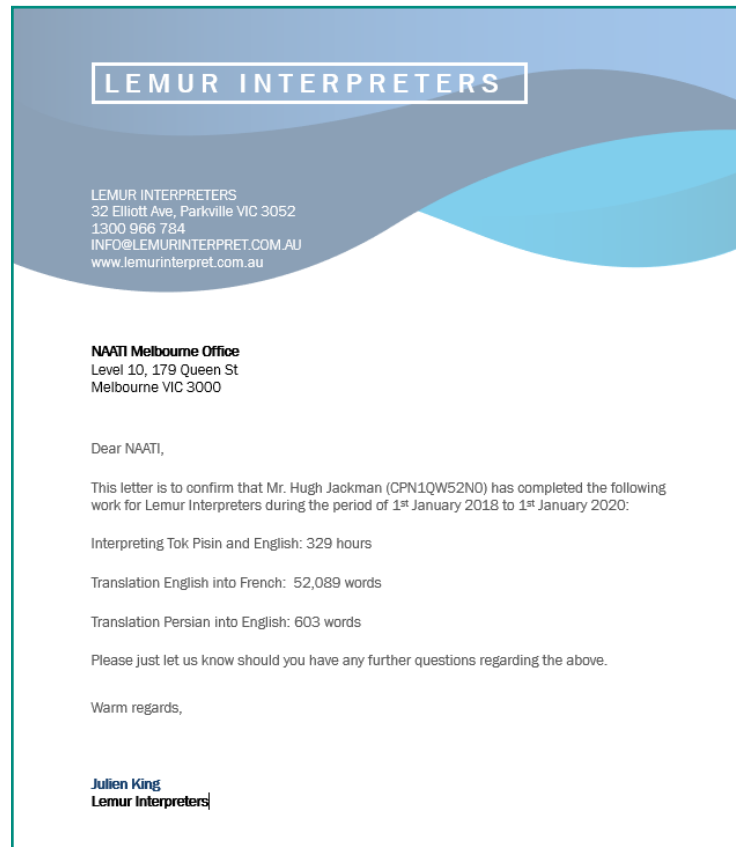 LEMUR INTERPRETERS
LEMUR INTERPRETERS
32 Elliott Ave, Parkville VIC 3052
1300 966 784
INFO@LEMURINTERPRET.COM.AU
www.lemurinterpret.com.au
NAATI Melbourne Office
Level 10, 179 Queen St
Melbourne VIC 3000
Dear NAATI,
This letter is to confirm that Mr. Hugh Jackman (CPN1QW52N0) has completed the following
work for Lemur Interpreters during the period of 1st January 2018 to 1st January 2020:
Interpreting Tok Pisin and English: 329 hours
Translation English into French:  52,089 words
Translation Persian into English: 603 words
Please just let us know should you have any further questions regarding the above.
Warm regards,
Julien King
Lemur Interpreters